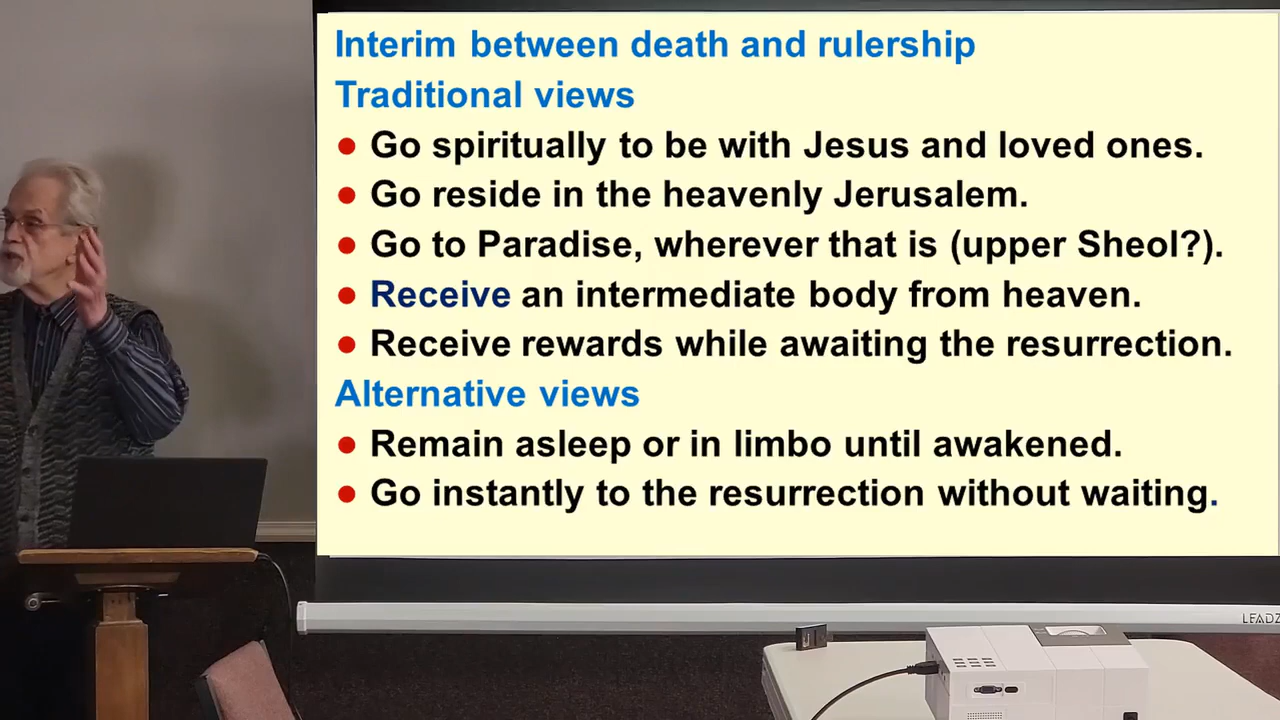 Interim between death and rulership
Traditional views
● Go spiritually to be with Jesus and loved ones.
● Go reside in the heavenly Jerusalem.
● Go to Paradise, wherever that is (upper Sheol?).
● Receive an intermediate body from heaven.
● Receive rewards while awaiting the resurrection.
Alternative views
● Remain asleep or in limbo until awakened.
● Go instantly to the resurrection without waiting.
LEADZ